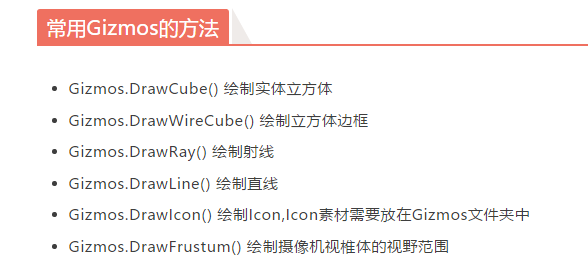 常用Gizmos的方法
Gizmos.DrawCube() 绘制实体立方体
Gizmos.DrawWireCube() 绘制立方体边框
Gizmos.DrawRay() 绘制射线
Gizmos.DrawLine() 绘制直线
Gizmos.DrawIcon() 绘制Icon,Icon素材需要放在Gizmos文件夹中
Gizmos.DrawFrustum() 绘制摄像机视椎体的视野范围